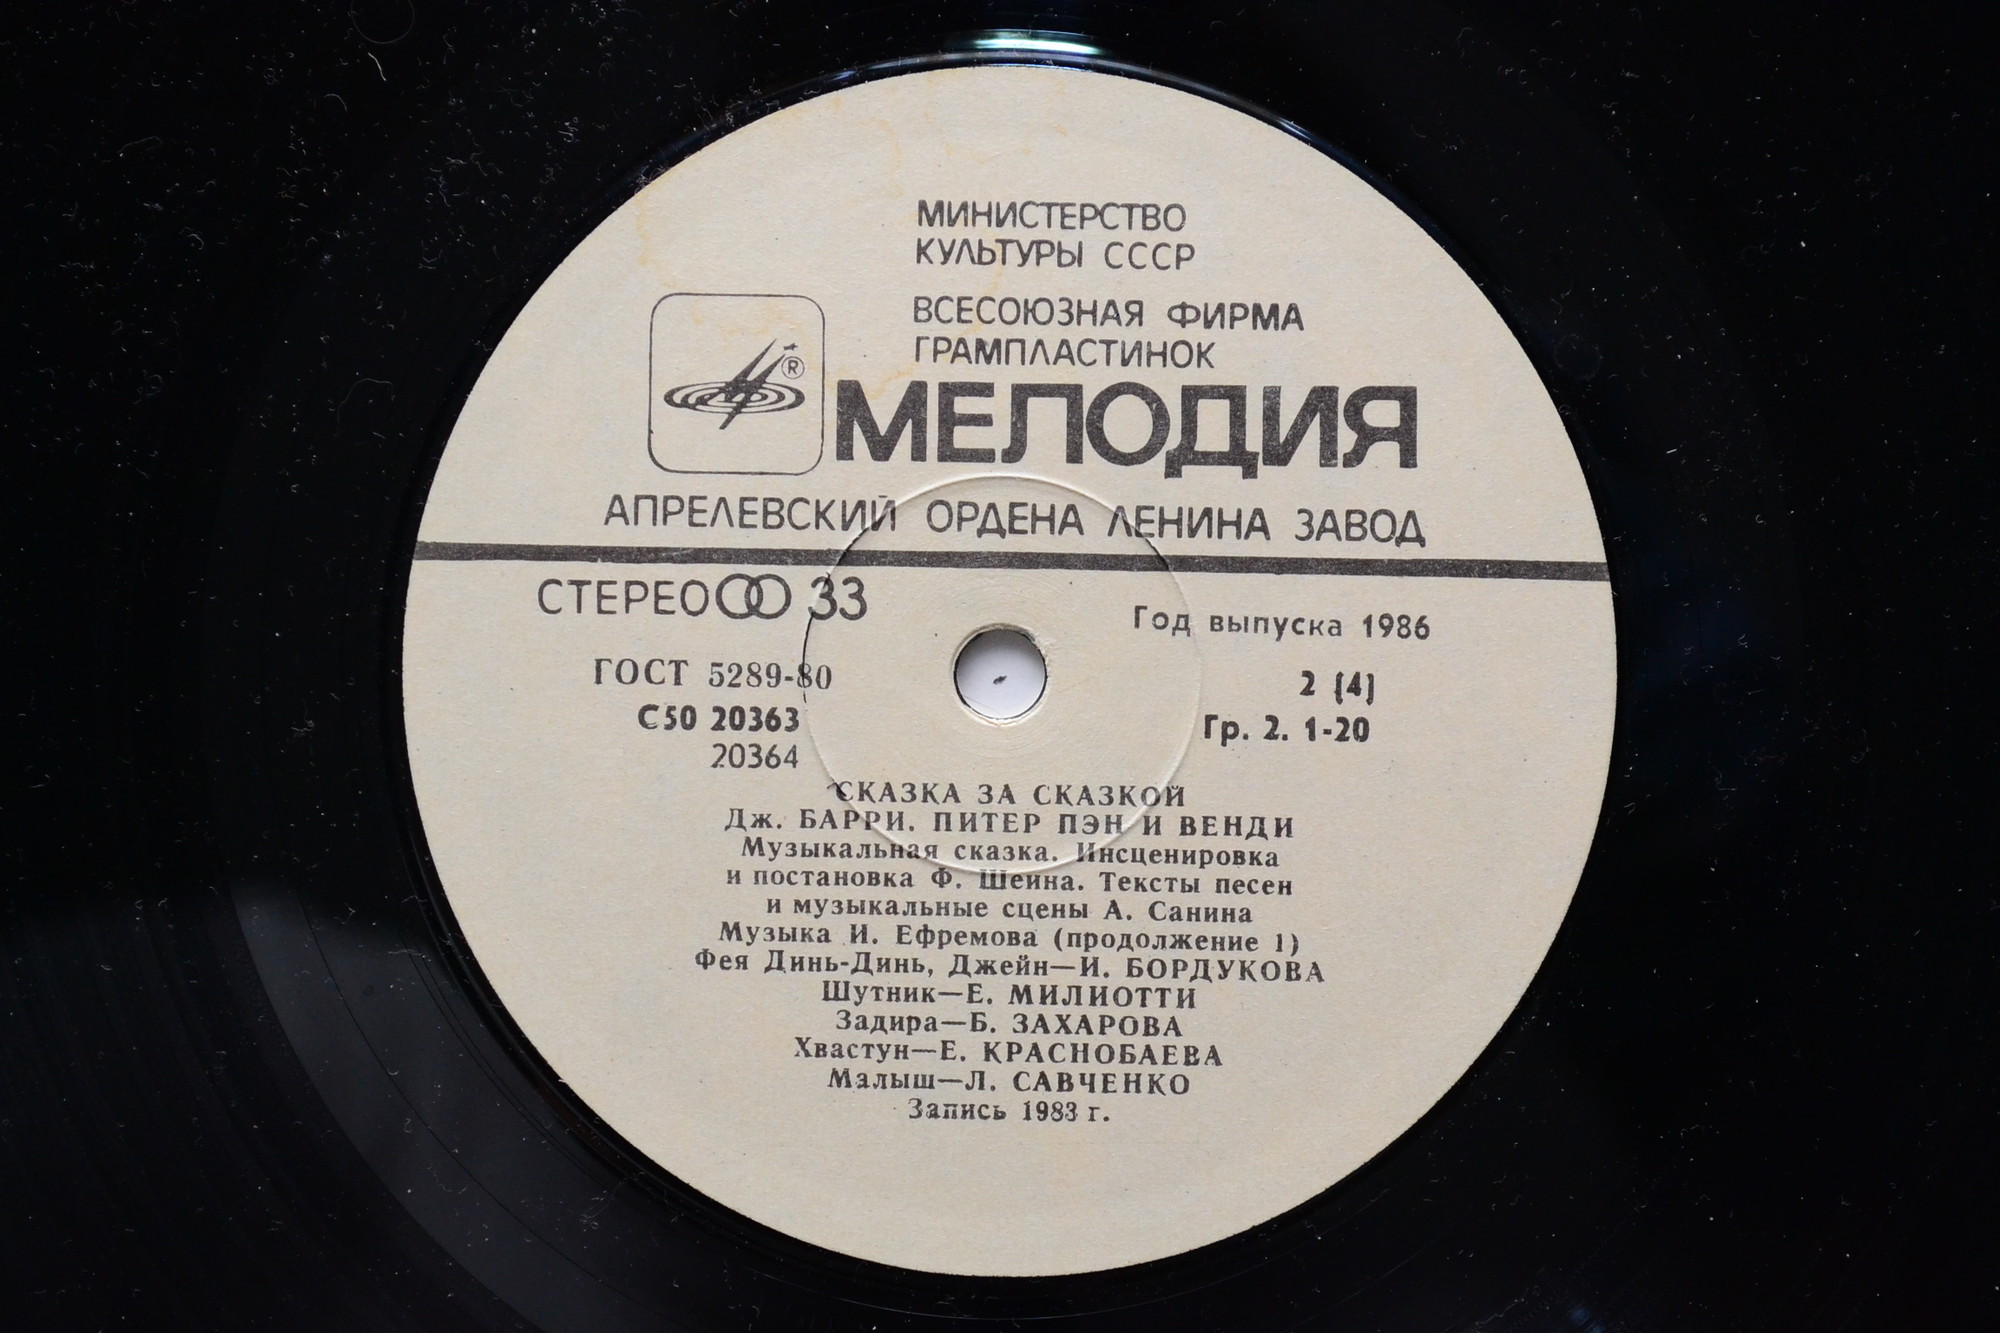 МИНИСТЕРСТВО
КУЛЬТУРЫ СССР
ВСЕСОЮЗНАЯ ФИРМА
ГРАМПЛАСТИНОК
®
МЕЛОДИЯ
АПРЕЛЕВСКИЙ ОРДЕНА ЛЕНИНА ЗАВОД
СТЕРЕО 33
Год выпуска 1986
ГОСТ 5289-80
2 (4)
С50 20363
Гр. 2. 1-20
20364
СКАЗКА ЗА СКАЗКОЙ
Дж. БАРРИ. ПИТЕР ПЭН И ВЕНДИ
Музыкальная сказка. Инсценировка
и постановка Ф. Шеина. Тексты песен
и музыкальные сцены А. Санина
Музыка И. Ефремова (продолжение 1)
Фея Динь-Динь, Джейн—И. БОРДУКОВА
Шутник—Е. МИЛИОТТИ
Задира—Б. ЗАХАРОВА
Хвастун—Е. КРАСНОБАЕВА
Малыш—Л. САВЧЕНКО
Запись 1983 г.